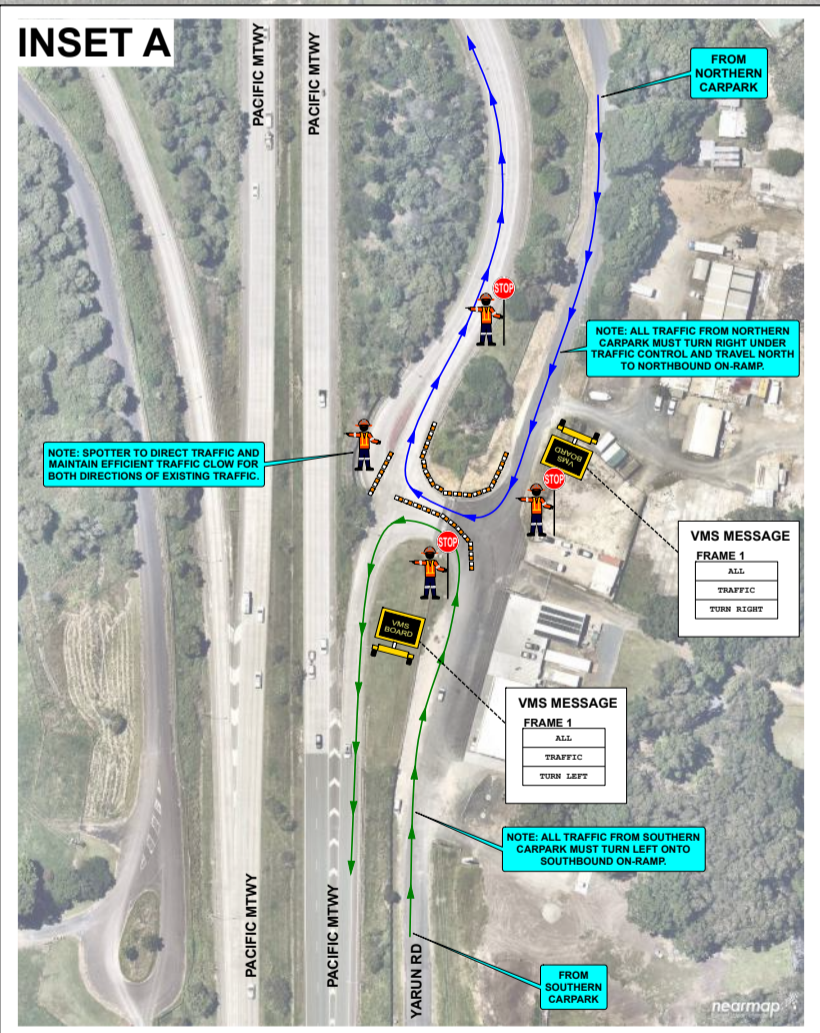 INSET A
PACIFIC MTWY
PACIFIC MTWY
FROM
NORTHERN
CARPARK
STOP
NOTE: ALL TRAFFIC FROM NORTHERN
CARPARK MUST TURN RIGHT UNDER
TRAFFIC CONTROL AND TRAVEL NORTH
TO NORTHBOUND ON-RAMP.
NOTE: SPOTTER TO DIRECT TRAFFIC AND
MAINTAIN EFFICIENT TRAFFIC CLOW FOR
BOTH DIRECTIONS OF EXISTING TRAFFIC.
VMS
BOARD
STOP
STOP
VMS MESSAGE
FRAME 1
ALL
TRAFFIC
TURN RIGHT
VMS
BOARD
VMS MESSAGE
FRAME 1
ALL
TRAFFIC
TURN LEFT
NOTE: ALL TRAFFIC FROM SOUTHERN
CARPARK MUST TURN LEFT ONTO
SOUTHBOUND ON-RAMP.
PACIFIC MTWY
PACIFIC MTWY
YARUN RD
FROM
SOUTHERN
CARPARK
nearmap